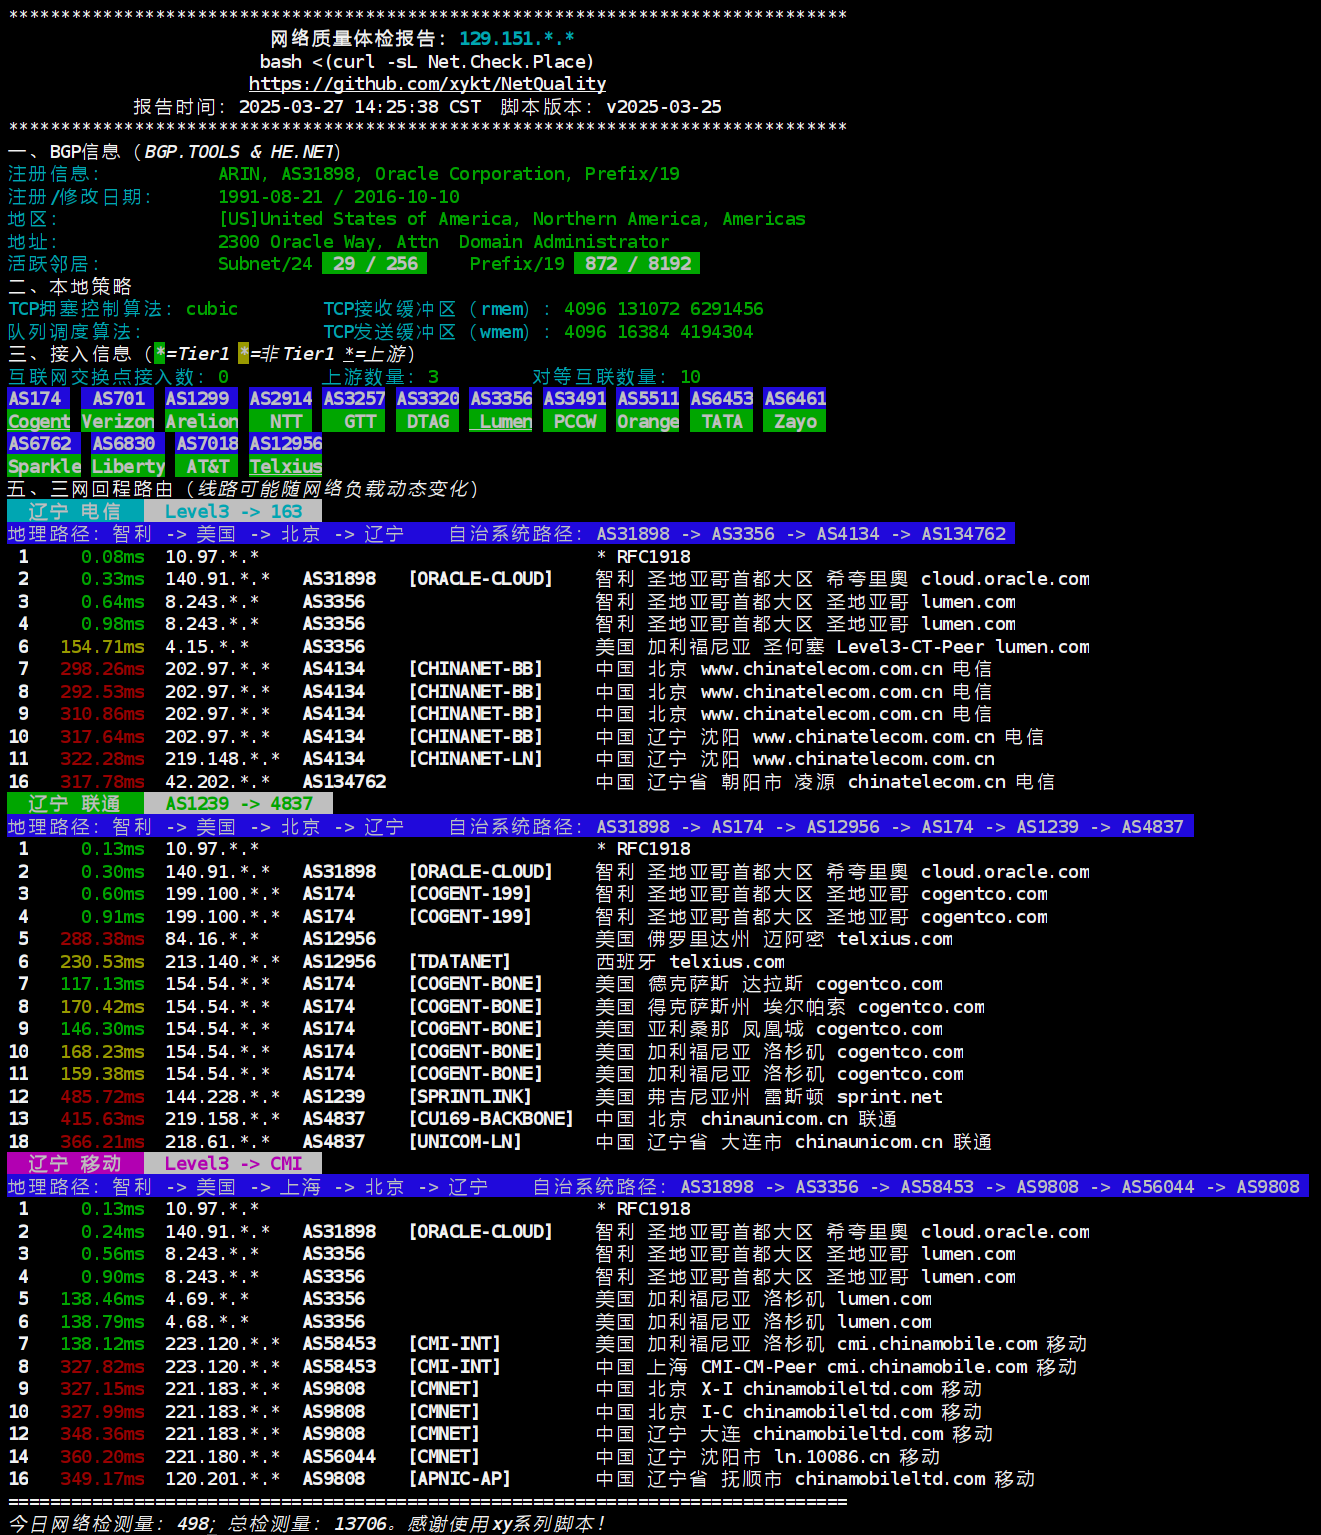 ********************************************************************************
网络质量体检报告：129.151.*.*
bash <(curl -sL Net.Check.Place)
https://github.com/xykt/NetQuality
报告时间：2025-03-27 14:25:38 CST 脚本版本：v2025-03-25
********************************************************************************
一、BGP信息（BGP.TOOLS & HE.NET）
注册信息： ARIN, AS31898, Oracle Corporation, Prefix/19
注册/修改日期： 1991-08-21 / 2016-10-10
地区： [US]United States of America, Northern America, Americas
地址： 2300 Oracle Way, Attn  Domain Administrator
活跃邻居： Subnet/24 29 / 256 Prefix/19 872 / 8192
二、本地策略
TCP拥塞控制算法：cubic TCP接收缓冲区（rmem）：4096 131072 6291456
队列调度算法： TCP发送缓冲区（wmem）：4096 16384 4194304
三、接入信息（*=Tier1 *=非Tier1 *=上游）
互联网交换点接入数：0 上游数量：3 对等互联数量：10
AS174 AS701 AS1299 AS2914 AS3257 AS3320 AS3356 AS3491 AS5511 AS6453 AS6461
Cogent Verizon Arelion NTT GTT DTAG Lumen PCCW Orange TATA Zayo
AS6762 AS6830 AS7018 AS12956
Sparkle Liberty AT&T Telxius
五、三网回程路由（线路可能随网络负载动态变化）
辽宁 电信 Level3 -> 163
地理路径：智利 -> 美国 -> 北京 -> 辽宁 自治系统路径：AS31898 -> AS3356 -> AS4134 -> AS134762
1 0.08ms 10.97.*.* * RFC1918
2 0.33ms 140.91.*.* AS31898 [ORACLE-CLOUD] 智利 圣地亚哥首都大区 希夸里奥 cloud.oracle.com
3 0.64ms 8.243.*.* AS3356 智利 圣地亚哥首都大区 圣地亚哥 lumen.com
4 0.98ms 8.243.*.* AS3356 智利 圣地亚哥首都大区 圣地亚哥 lumen.com
6 154.71ms 4.15.*.* AS3356 美国 加利福尼亚 圣何塞 Level3-CT-Peer lumen.com
7 298.26ms 202.97.*.* AS4134 [CHINANET-BB] 中国 北京 www.chinatelecom.com.cn 电信
8 292.53ms 202.97.*.* AS4134 [CHINANET-BB] 中国 北京 www.chinatelecom.com.cn 电信
9 310.86ms 202.97.*.* AS4134 [CHINANET-BB] 中国 北京 www.chinatelecom.com.cn 电信
10 317.64ms 202.97.*.* AS4134 [CHINANET-BB] 中国 辽宁 沈阳 www.chinatelecom.com.cn 电信
11 322.28ms 219.148.*.* AS4134 [CHINANET-LN] 中国 辽宁 沈阳 www.chinatelecom.com.cn
16 317.78ms 42.202.*.* AS134762 中国 辽宁省 朝阳市 凌源 chinatelecom.cn 电信
辽宁 联通 AS1239 -> 4837
地理路径：智利 -> 美国 -> 北京 -> 辽宁 自治系统路径：AS31898 -> AS174 -> AS12956 -> AS174 -> AS1239 -> AS4837
1 0.13ms 10.97.*.* * RFC1918
2 0.30ms 140.91.*.* AS31898 [ORACLE-CLOUD] 智利 圣地亚哥首都大区 希夸里奥 cloud.oracle.com
3 0.60ms 199.100.*.* AS174 [COGENT-199] 智利 圣地亚哥首都大区 圣地亚哥 cogentco.com
4 0.91ms 199.100.*.* AS174 [COGENT-199] 智利 圣地亚哥首都大区 圣地亚哥 cogentco.com
5 288.38ms 84.16.*.* AS12956 美国 佛罗里达州 迈阿密 telxius.com
6 230.53ms 213.140.*.* AS12956 [TDATANET] 西班牙 telxius.com
7 117.13ms 154.54.*.* AS174 [COGENT-BONE] 美国 德克萨斯 达拉斯 cogentco.com
8 170.42ms 154.54.*.* AS174 [COGENT-BONE] 美国 得克萨斯州 埃尔帕索 cogentco.com
9 146.30ms 154.54.*.* AS174 [COGENT-BONE] 美国 亚利桑那 凤凰城 cogentco.com
10 168.23ms 154.54.*.* AS174 [COGENT-BONE] 美国 加利福尼亚 洛杉矶 cogentco.com
11 159.38ms 154.54.*.* AS174 [COGENT-BONE] 美国 加利福尼亚 洛杉矶 cogentco.com
12 485.72ms 144.228.*.* AS1239 [SPRINTLINK] 美国 弗吉尼亚州 雷斯顿 sprint.net
13 415.63ms 219.158.*.* AS4837 [CU169-BACKBONE] 中国 北京 chinaunicom.cn 联通
18 366.21ms 218.61.*.* AS4837 [UNICOM-LN] 中国 辽宁省 大连市 chinaunicom.cn 联通
辽宁 移动 Level3 -> CMI
地理路径：智利 -> 美国 -> 上海 -> 北京 -> 辽宁 自治系统路径：AS31898 -> AS3356 -> AS58453 -> AS9808 -> AS56044 -> AS9808
1 0.13ms 10.97.*.* * RFC1918
2 0.24ms 140.91.*.* AS31898 [ORACLE-CLOUD] 智利 圣地亚哥首都大区 希夸里奥 cloud.oracle.com
3 0.56ms 8.243.*.* AS3356 智利 圣地亚哥首都大区 圣地亚哥 lumen.com
4 0.90ms 8.243.*.* AS3356 智利 圣地亚哥首都大区 圣地亚哥 lumen.com
5 138.46ms 4.69.*.* AS3356 美国 加利福尼亚 洛杉矶 lumen.com
6 138.79ms 4.68.*.* AS3356 美国 加利福尼亚 洛杉矶 lumen.com
7 138.12ms 223.120.*.* AS58453 [CMI-INT] 美国 加利福尼亚 洛杉矶 cmi.chinamobile.com 移动
8 327.82ms 223.120.*.* AS58453 [CMI-INT] 中国 上海 CMI-CM-Peer cmi.chinamobile.com 移动
9 327.15ms 221.183.*.* AS9808 [CMNET] 中国 北京 X-I chinamobileltd.com 移动
10 327.99ms 221.183.*.* AS9808 [CMNET] 中国 北京 I-C chinamobileltd.com 移动
12 348.36ms 221.183.*.* AS9808 [CMNET] 中国 辽宁 大连 chinamobileltd.com 移动
14 360.20ms 221.180.*.* AS56044 [CMNET] 中国 辽宁 沈阳市 ln.10086.cn 移动
16 349.17ms 120.201.*.* AS9808 [APNIC-AP] 中国 辽宁省 抚顺市 chinamobileltd.com 移动
================================================================================
今日网络检测量：498；总检测量：13706。感谢使用xy系列脚本！